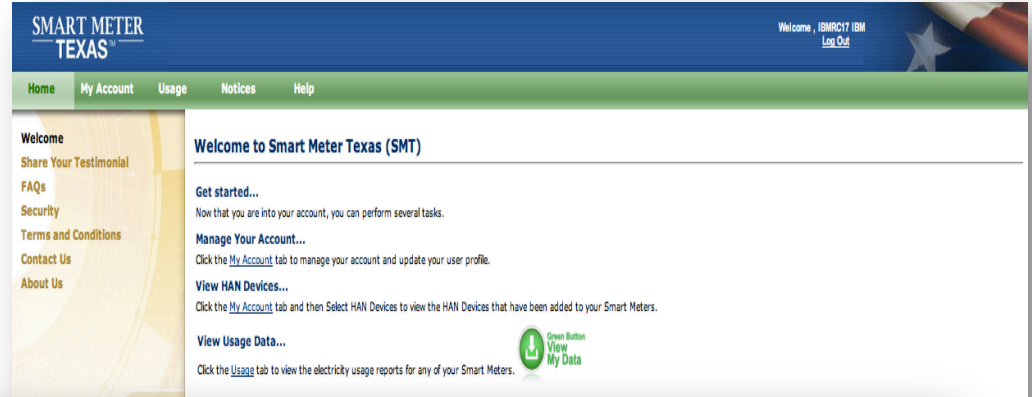 SMART METER
TEXAS™
Welcome , IBMRC17 IBM
Log Out
Home My Account Usage Notices Help
Welcome
Share Your Testimonial
FAQs
Security
Terms and Conditions
Contact Us
About Us
Welcome to Smart Meter Texas (SMT)
Get started...
Now that you are into your account, you can perform several tasks.
Manage Your Account...
Click the My Account tab to manage your account and update your user profile.
View HAN Devices...
Click the My Account tab and then Select HAN Devices to view the HAN Devices that have been added to your Smart Meters.
View Usage Data...
Click the Usage tab to view the electricity usage reports for any of your Smart Meters.
Green Button
View
My Data